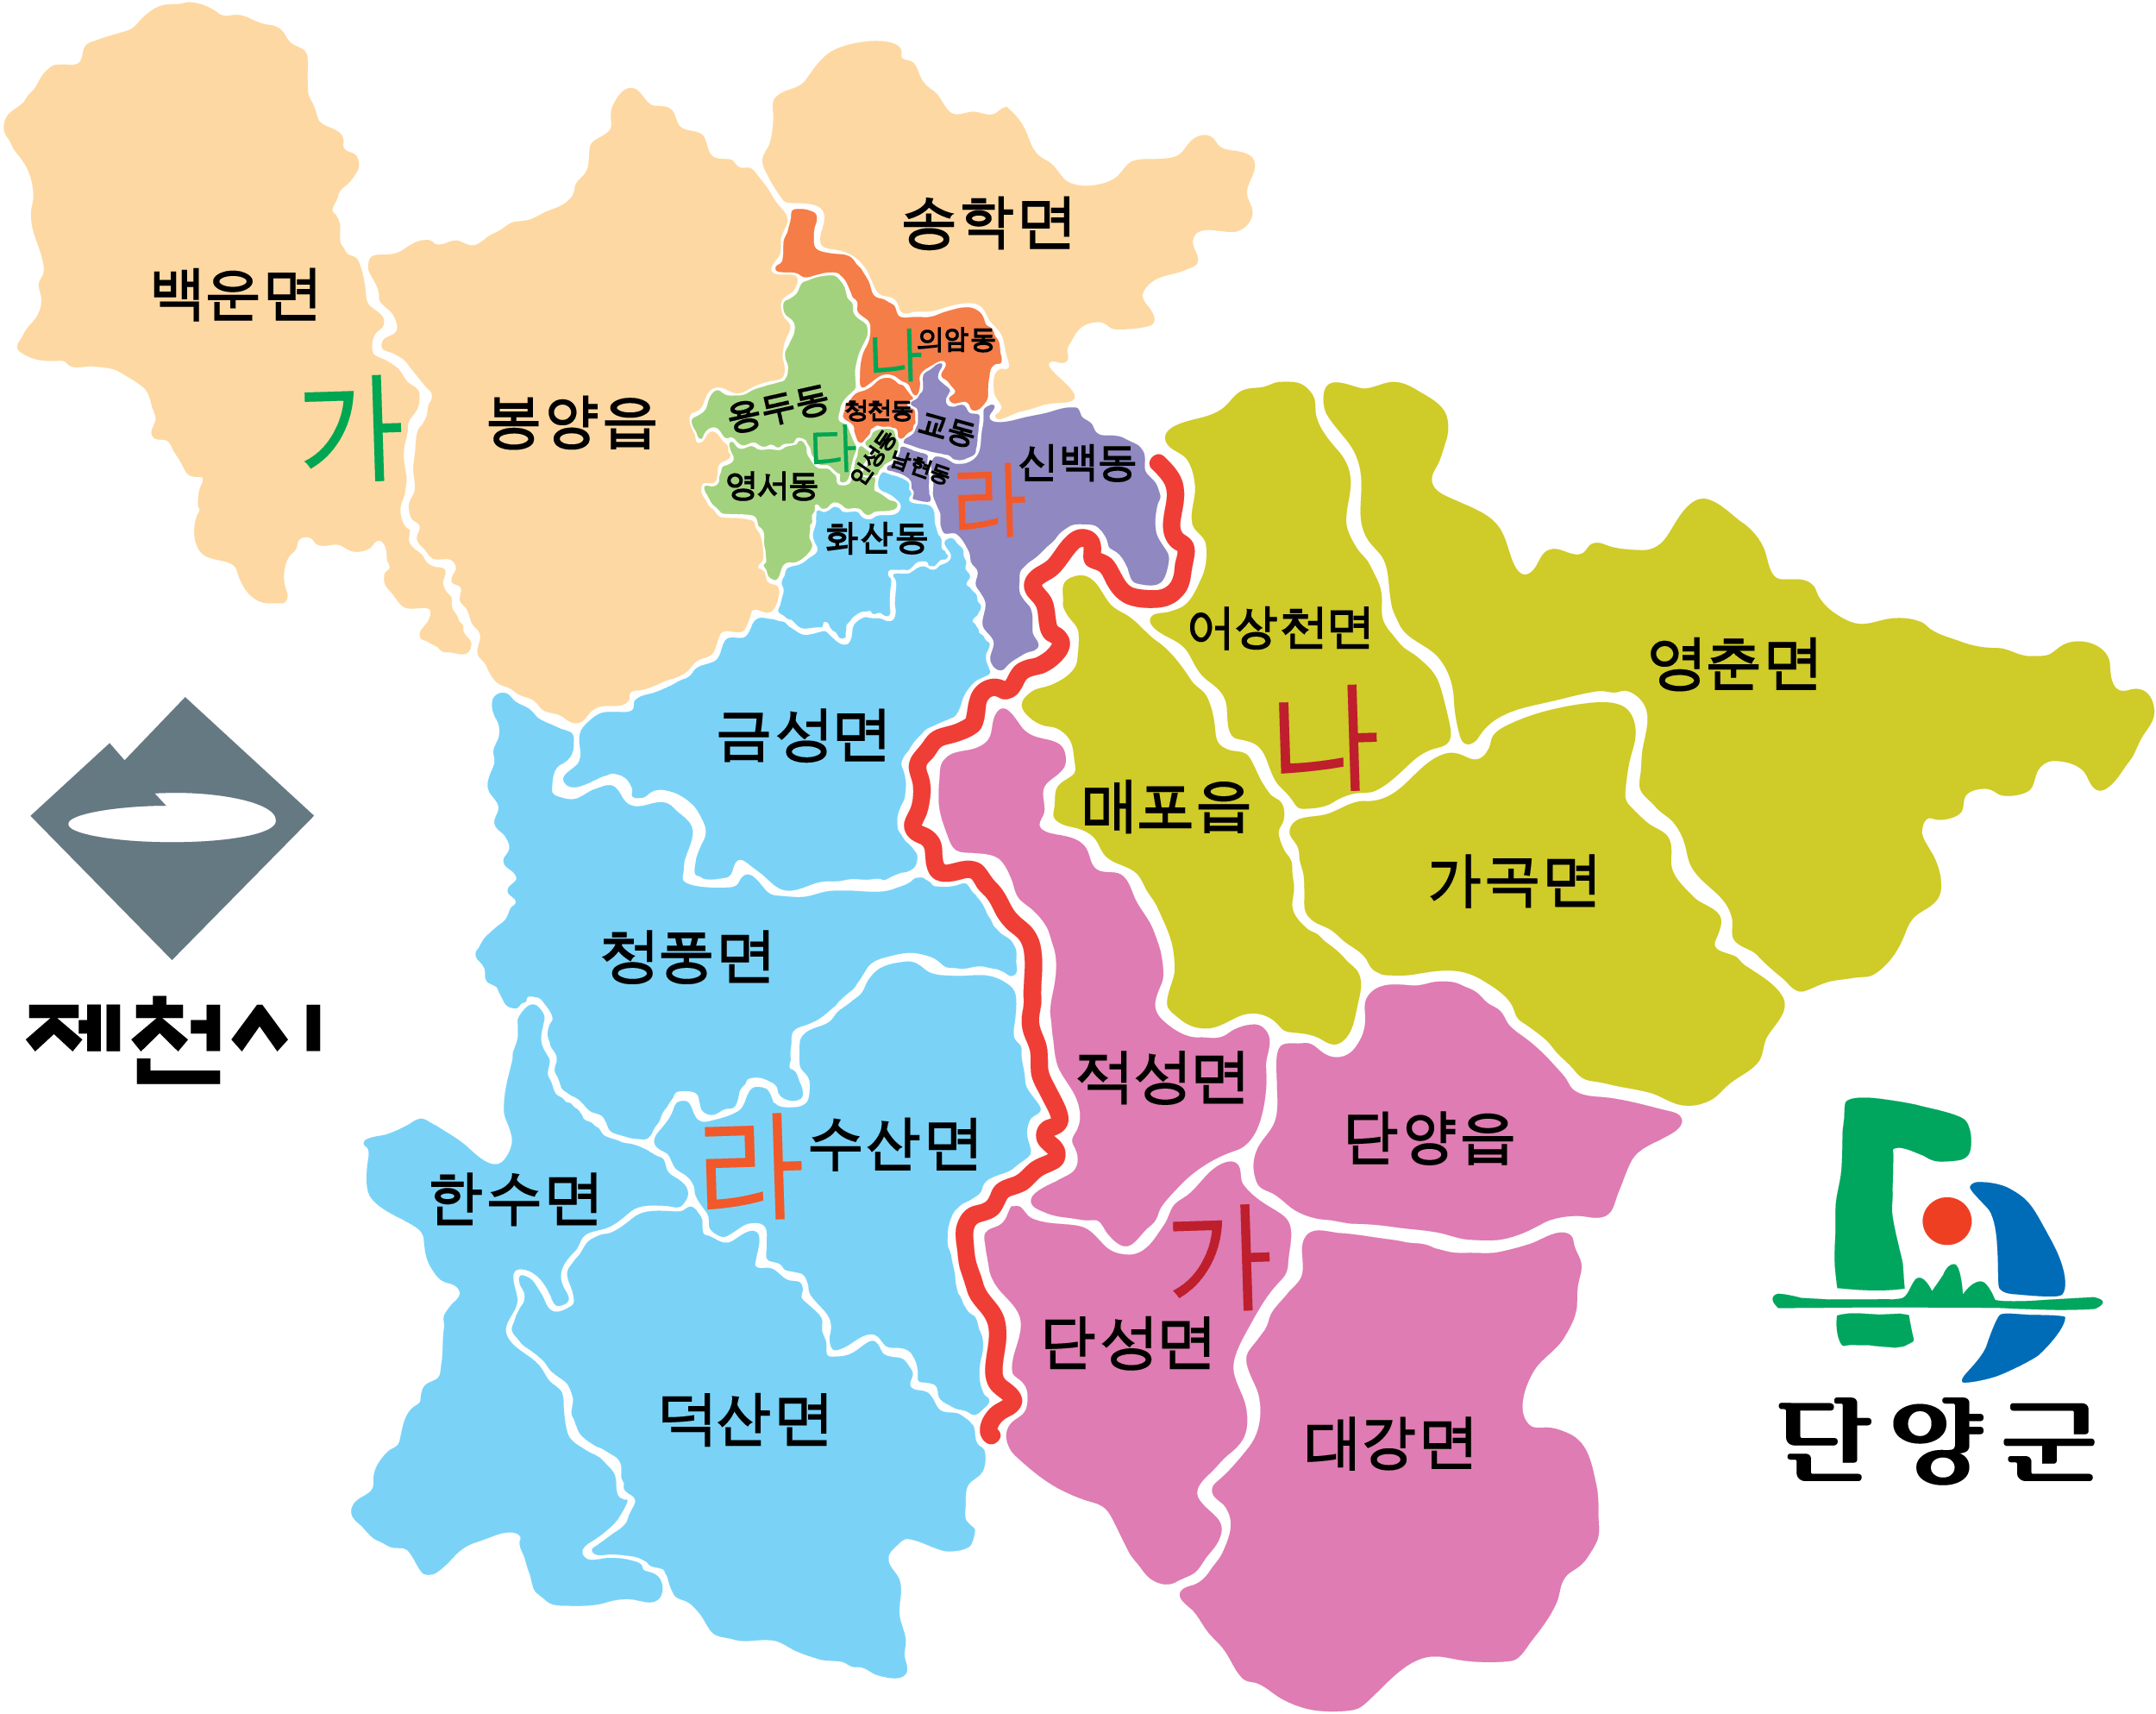 송학면
백운면
나
의암동
가
봉양읍
용두동
청전동
교동
다
인성동
남현동
신백동
영서동
라
화산동
어상천면
영춘면
금성면
나
매포읍
가곡면
청풍면
제천시
적성면
단양읍
수산면
라
한수면
가
단성면
덕산면
대강면
단양군